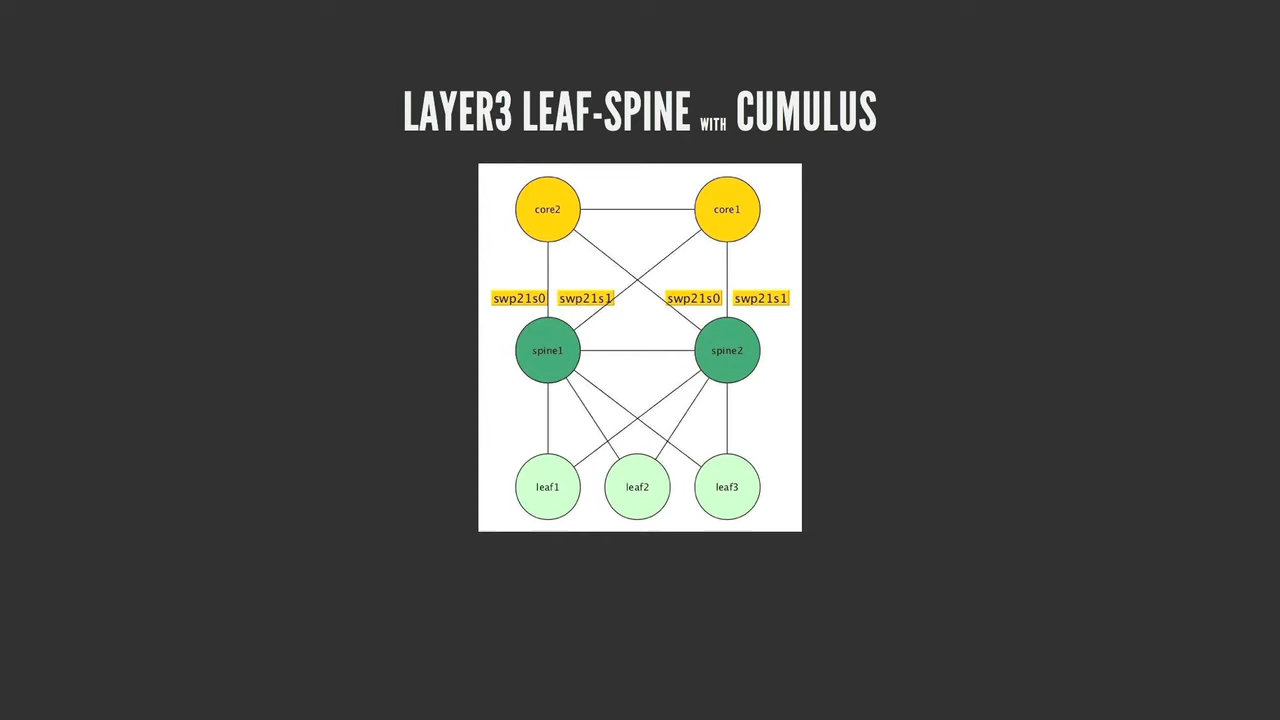 LAYER3 LEAF-SPINE WITH CUMULUS
core2 core1
swp21s0 swp21s1 swp21s0 swp21s1
spine1 spine2
leaf1 leaf2 leaf3